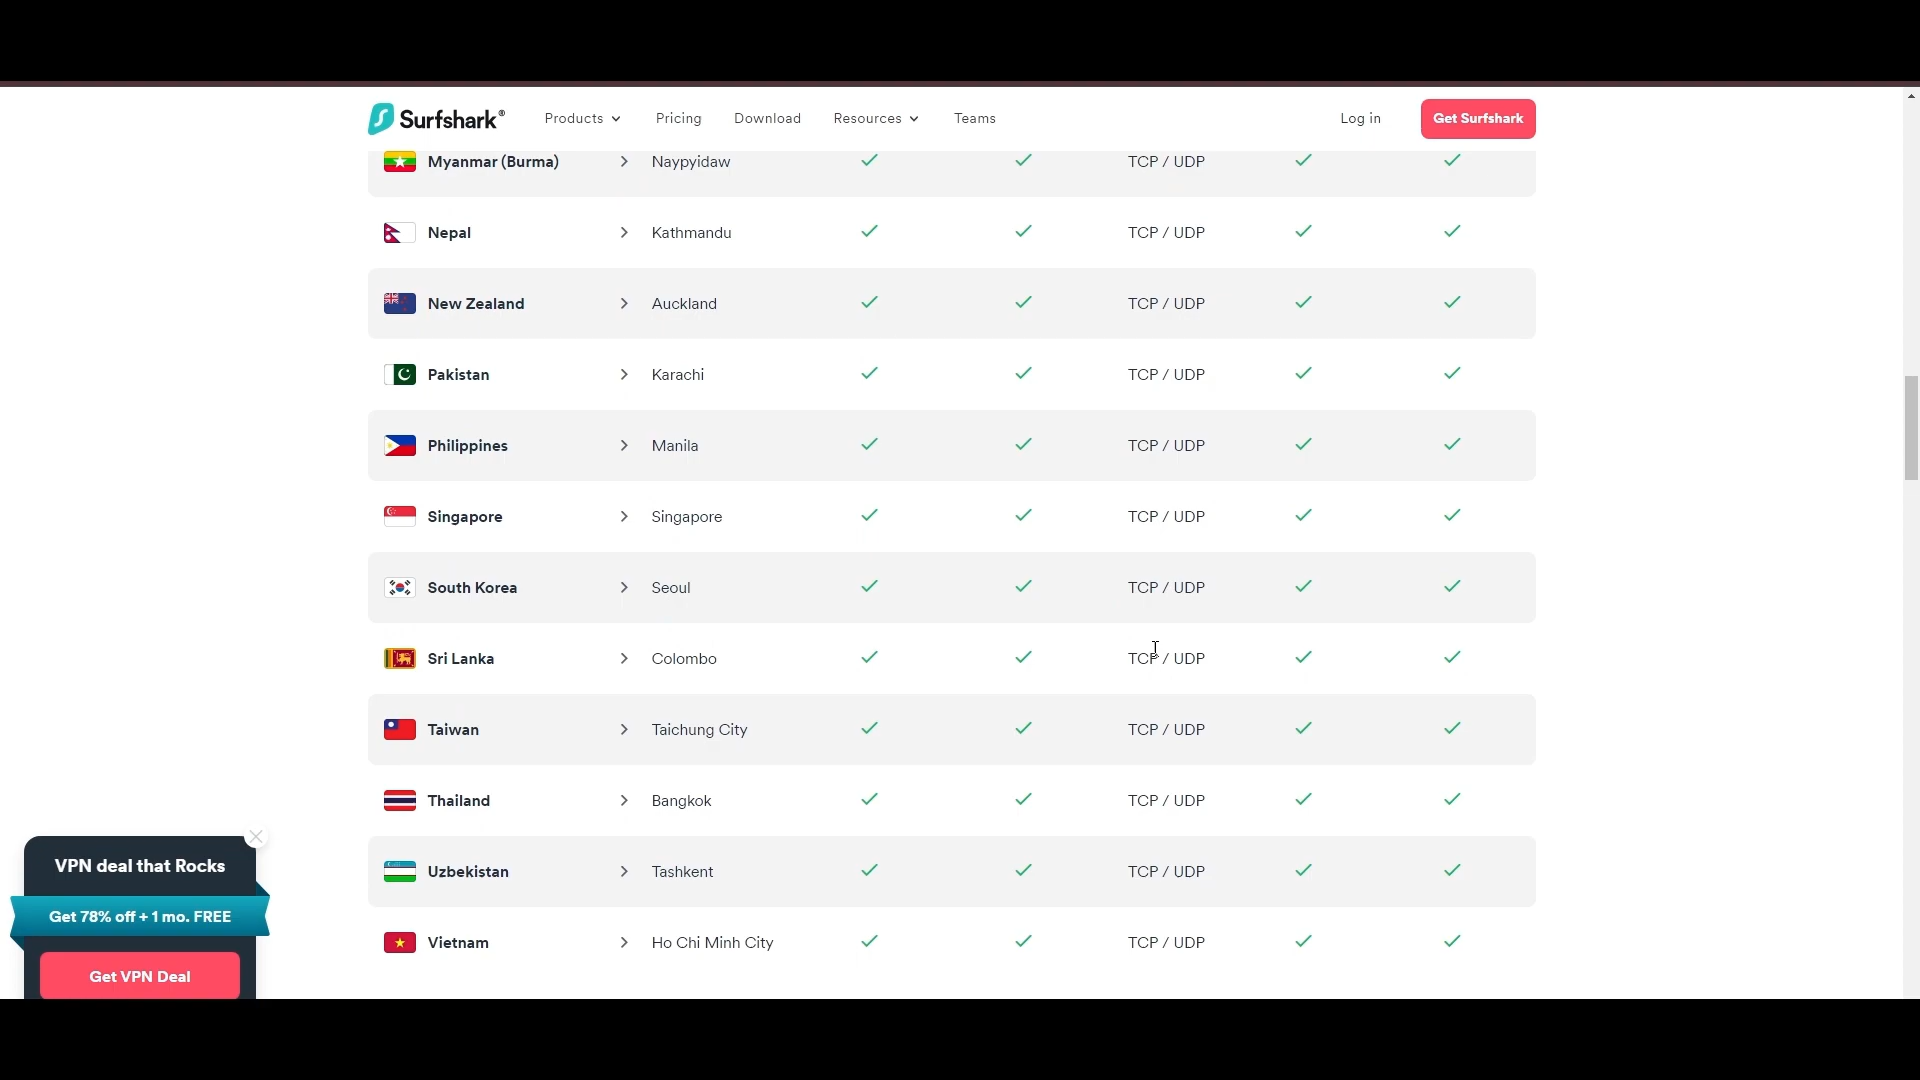 Surfshark®
Products
Pricing
Download
Resources
Teams
Log in
Get Surfshark
Myanmar (Burma) Naypyidaw TCP / UDP
Nepal Kathmandu TCP / UDP
New Zealand Auckland TCP / UDP
Pakistan Karachi TCP / UDP
Philippines Manila TCP / UDP
Singapore Singapore TCP / UDP
South Korea Seoul TCP / UDP
Sri Lanka Colombo TCP / UDP
Taiwan Taichung City TCP / UDP
Thailand Bangkok TCP / UDP
Uzbekistan Tashkent TCP / UDP
Vietnam Ho Chi Minh City TCP / UDP
VPN deal that Rocks
Get 78% off + 1 mo. FREE
Get VPN Deal